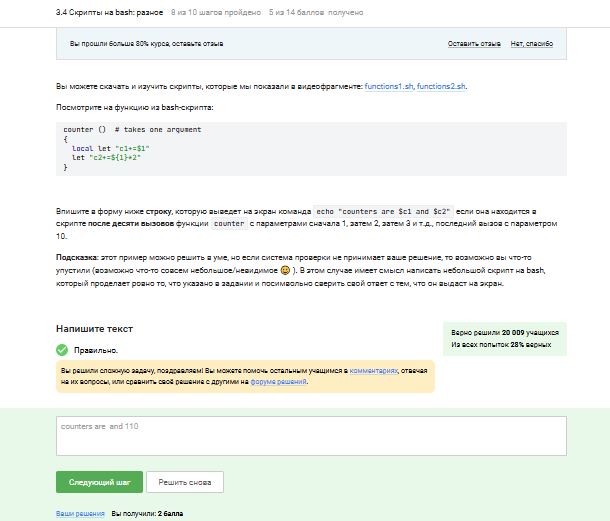 3.4 Скрипты на bash: разное 8 из 10 шагов пройдено 5 из 14 баллов получено
Вы прошли больше 80% курса, оставьте отзыв Оставить отзыв Нет, спасибо
Вы можете скачать и изучить скрипты, которые мы показали в видеофрагменте: functions1.sh, functions2.sh.
Посмотрите на функцию из bash-скрипта:
counter () # takes one argument
{
local let "c1+=$1"
let "c2+=${1}*2"
}
Впишите в форму ниже строку, которую выведет на экран команда echo "counters are $c1 and $c2" если она находится в
скрипте после десяти вызовов функции counter с параметрами сначала 1, затем 2, затем 3 и т.д., последний вызов с параметром
10.
Подсказка: этот пример можно решить в уме, но если система проверки не принимает ваше решение, то возможно вы что-то
упустили (возможно что-то совсем небольшое/невидимое 😉 ). В этом случае имеет смысл написать небольшой скрипт на bash,
который проделает ровно то, что указано в задании и посимвольно сверить свой ответ с тем, что он выдаст на экран.
Напишите текст
Верно решили 20 009 учащихся
Из всех попыток 28% верных
Правильно.
Вы решили сложную задачу, поздравляем! Вы можете помочь остальным учащимся в комментариях, отвечая
на их вопросы, или сравнить своё решение с другими на форуме решений.
counters are  and 110
Следующий шаг Решить снова
Ваши решения Вы получили: 2 балла